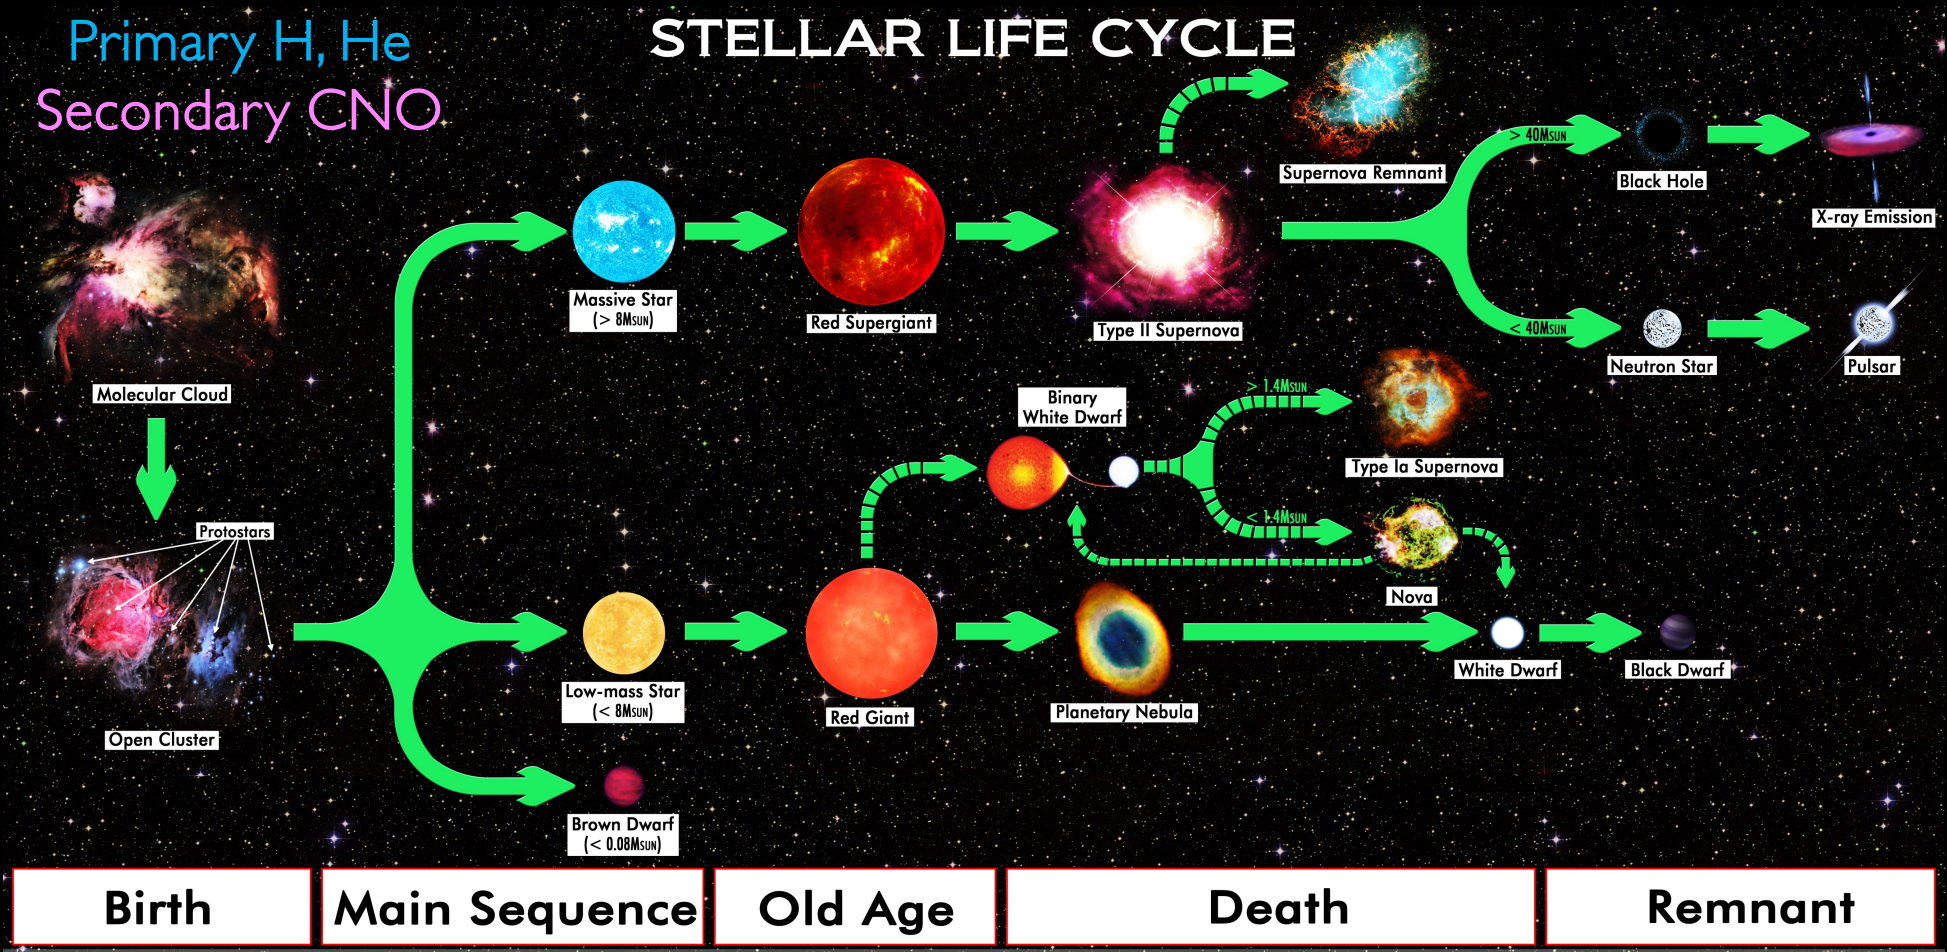 Primary H, He
Secondary CNO
STELLAR LIFE CYCLE
Molecular Cloud
Protostars
Open Cluster
Massive Star
(> 8MSUN)
Red Supergiant
Type II Supernova
Supernova Remnant
> 40MSUN
Black Hole
X-ray Emission
< 40MSUN
Neutron Star
Pulsar
Binary
White Dwarf
> 1.4MSUN
Type Ia Supernova
< 1.4MSUN
Nova
Low-mass Star
(< 8MSUN)
Red Giant
Planetary Nebula
White Dwarf
Black Dwarf
Brown Dwarf
(< 0.08MSUN)
Birth
Main Sequence
Old Age
Death
Remnant